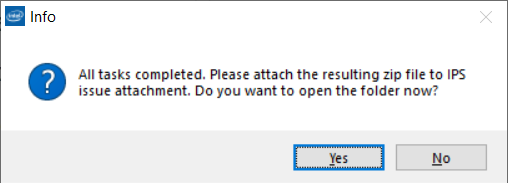 intel
Info
?
All tasks completed. Please attach the resulting zip file to IPS
issue attachment. Do you want to open the folder now?
Yes
No